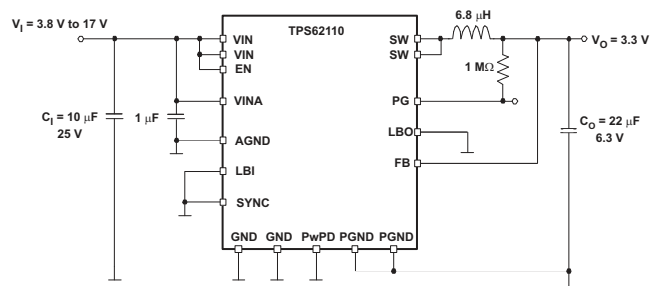 V_I = 3.8 V to 17 V
TPS62110
6.8 μH
VIN
SW
V_O = 3.3 V
VIN
SW
EN
1 MΩ
VINA
PG
C_I = 10 μF
25 V
1 μF
C_O = 22 μF
6.3 V
AGND
LBO
LBI
FB
SYNC
GND
GND
PwPD
PGND
PGND